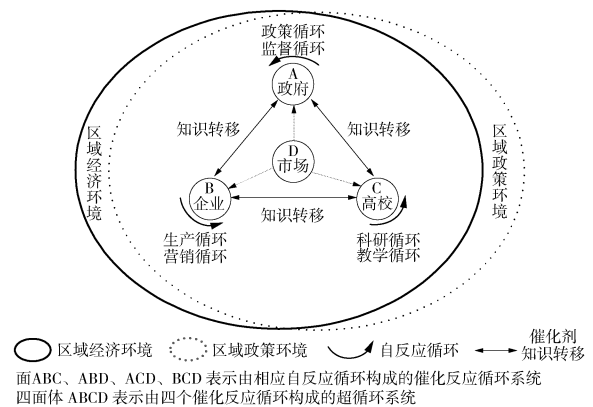 政策循环
监督循环
A
政府
知识转移
知识转移
D
市场
区域经济环境
区域政策环境
B
企业
C
高校
知识转移
生产循环
营销循环
科研循环
教学循环
区域经济环境
区域政策环境
自反应循环
催化剂
知识转移
面ABC、ABD、ACD、BCD 表示由相应自反应循环构成的催化反应循环系统
四面体 ABCD 表示由四个催化反应循环构成的超循环系统